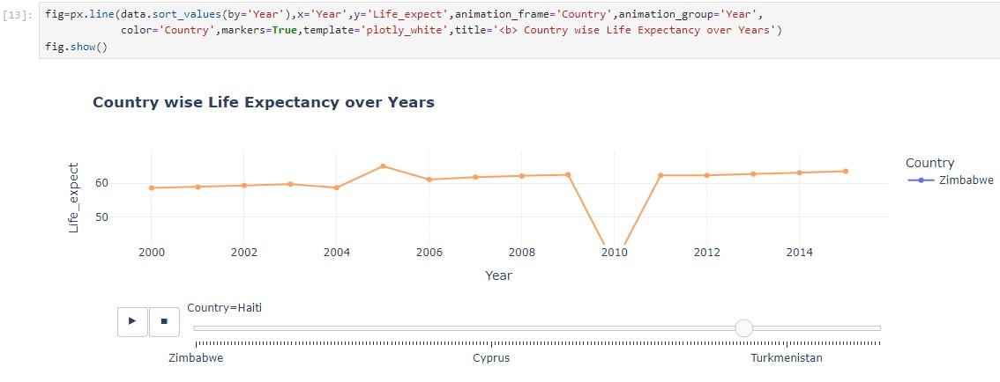 [13]: fig=px.line(data.sort_values(by='Year'),x='Year',y='Life_expect',animation_frame='Country',animation_group='Year',
color='Country',markers=True,template='plotly_white',title='<b> Country wise Life Expectancy over Years')
fig.show()
Country wise Life Expectancy over Years
Life_expect
60
50
2000 2002 2004 2006 2008 2010 2012 2014
Year
Country
Zimbabwe
Country=Haiti
Zimbabwe Cyprus Turkmenistan